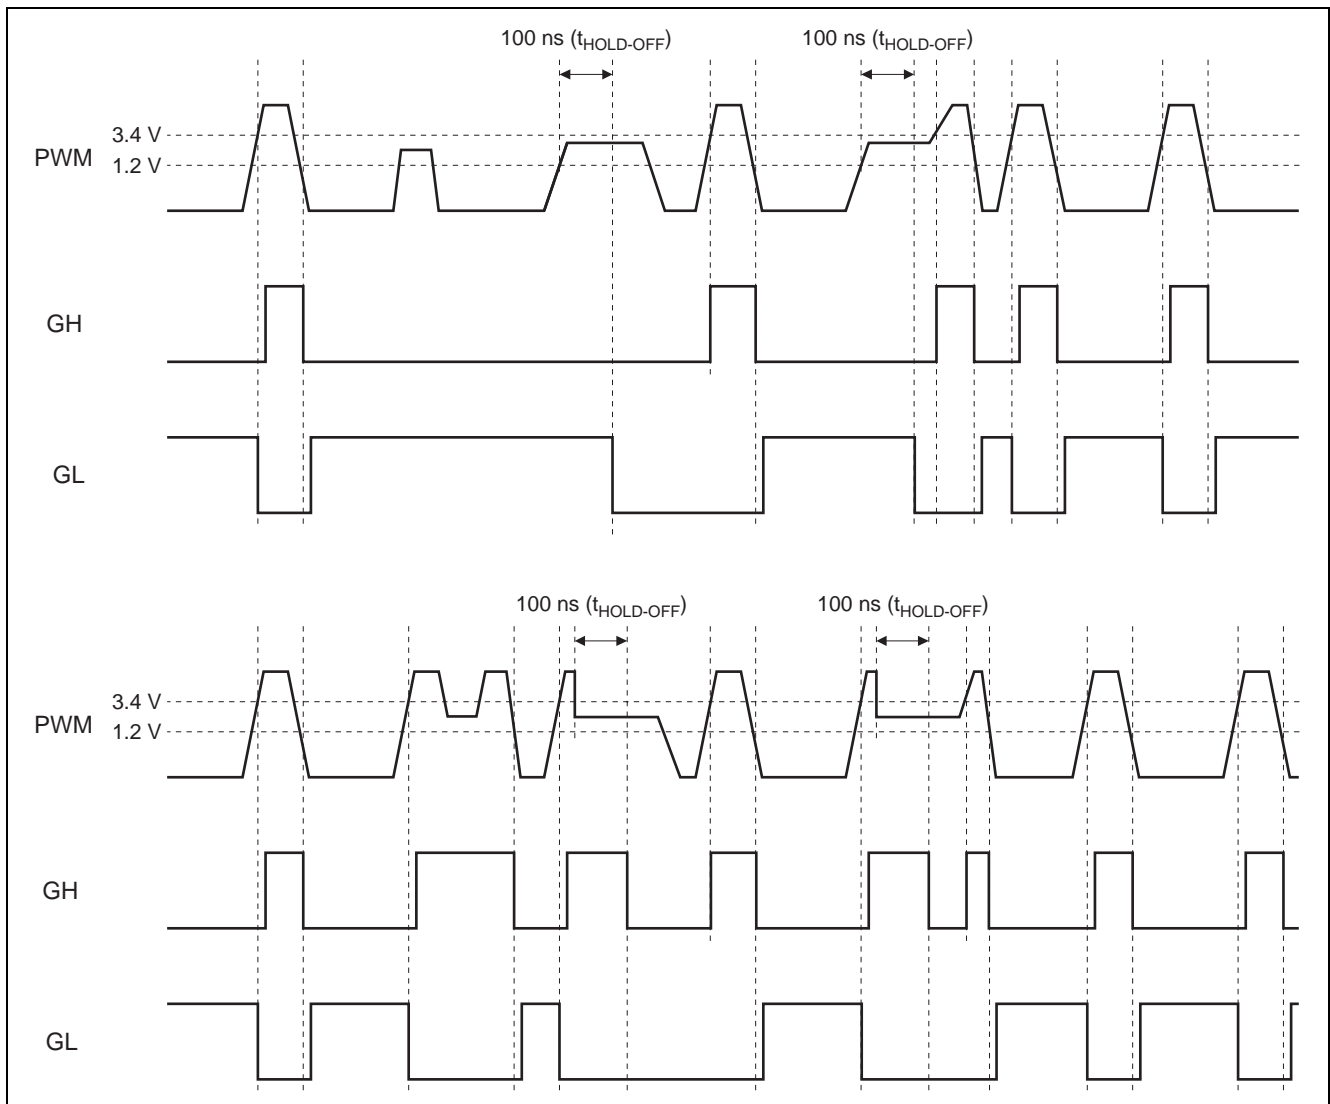 100 ns (tHOLD-OFF) 100 ns (tHOLD-OFF)
3.4 V
PWM
1.2 V
GH
GL
100 ns (tHOLD-OFF) 100 ns (tHOLD-OFF)
3.4 V
PWM
1.2 V
GH
GL